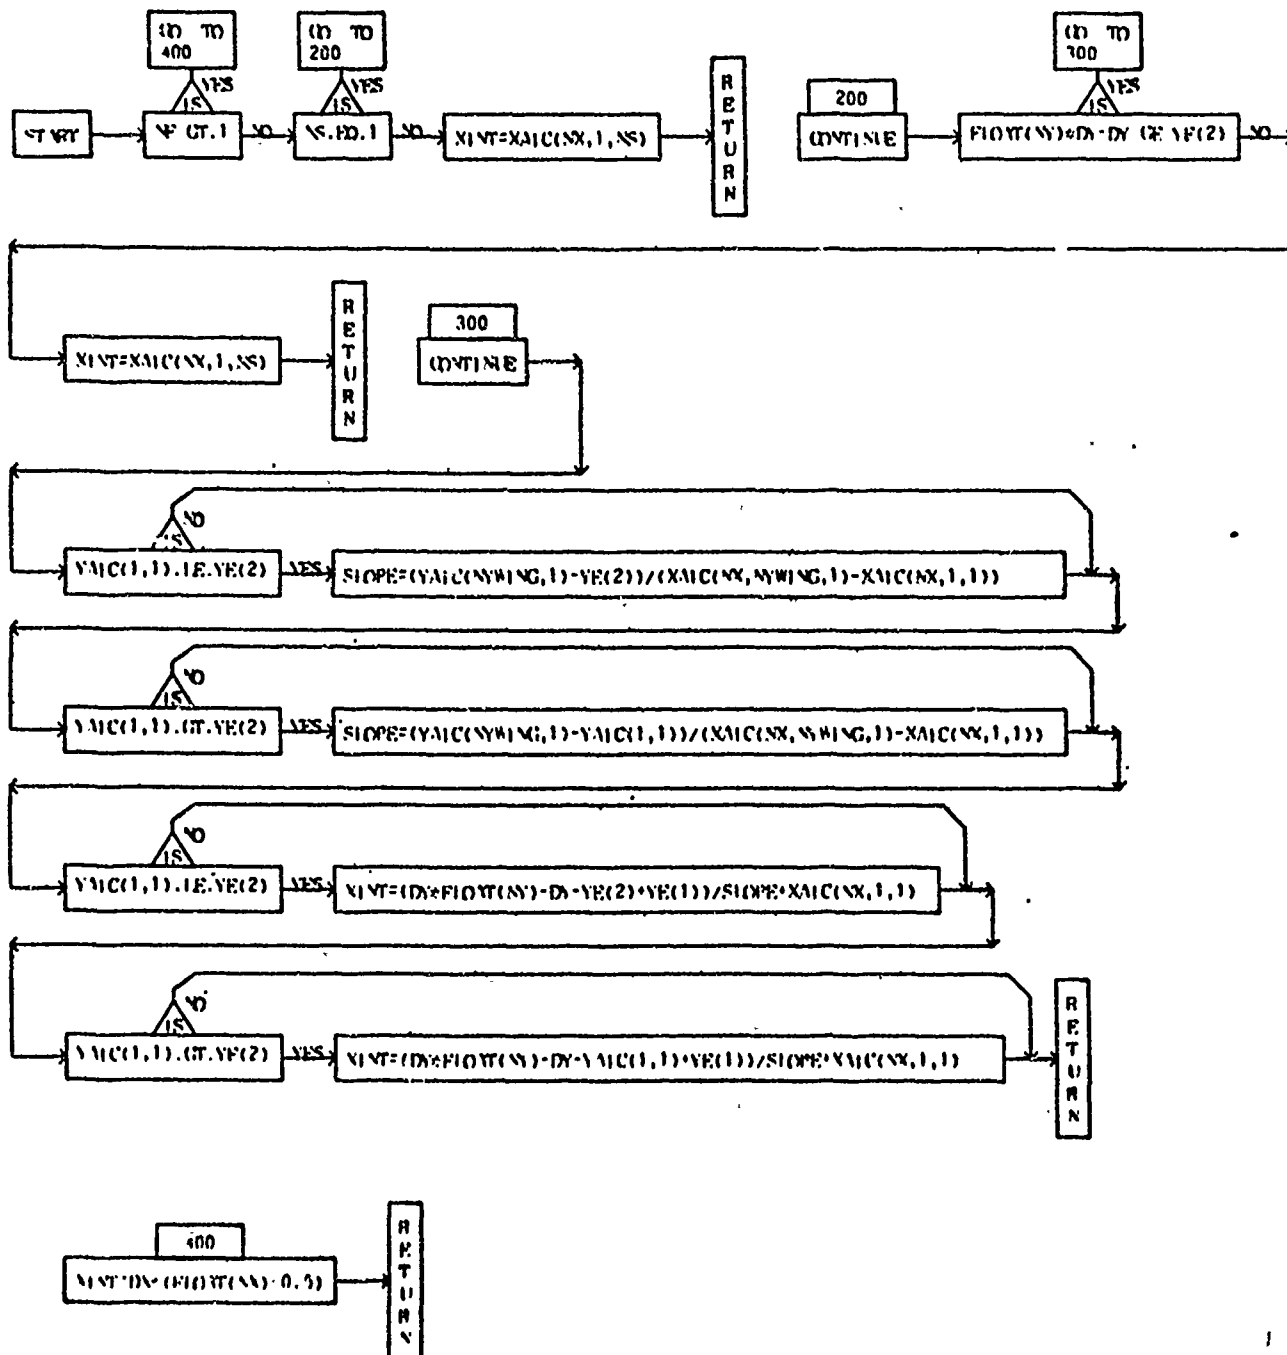 GO TO
400
GO TO
200
GO TO
300
YES
IS
YES
IS
YES
IS
START
NF.GT.1
NO
NS.EQ.1
NO
XINT=XALC(NX,1,NS)
RETURN
200
CONTINUE
FLOAT(NY)*DY-DY.GE.YE(2)
NO
XINT=XALC(NX,1,NS)
RETURN
300
CONTINUE
NO
IS
YALC(1,1).LE.YE(2)
YES
SLOPE=(YALC(NYWING,1)-YE(2))/(XALC(NX,NYWING,1)-XALC(NX,1,1))
NO
IS
YALC(1,1).GT.YE(2)
YES
SLOPE=(YALC(NYWING,1)-YALC(1,1))/(XALC(NX,NYWING,1)-XALC(NX,1,1))
NO
IS
YALC(1,1).LE.YE(2)
YES
XINT=(DY*FLOAT(NY)-DY-YE(2)+YE(1))/SLOPE+XALC(NX,1,1)
NO
IS
YALC(1,1).GT.YE(2)
YES
XINT=(DY*FLOAT(NY)-DY-YALC(1,1)+YE(1))/SLOPE+XALC(NX,1,1)
RETURN
400
RETURN